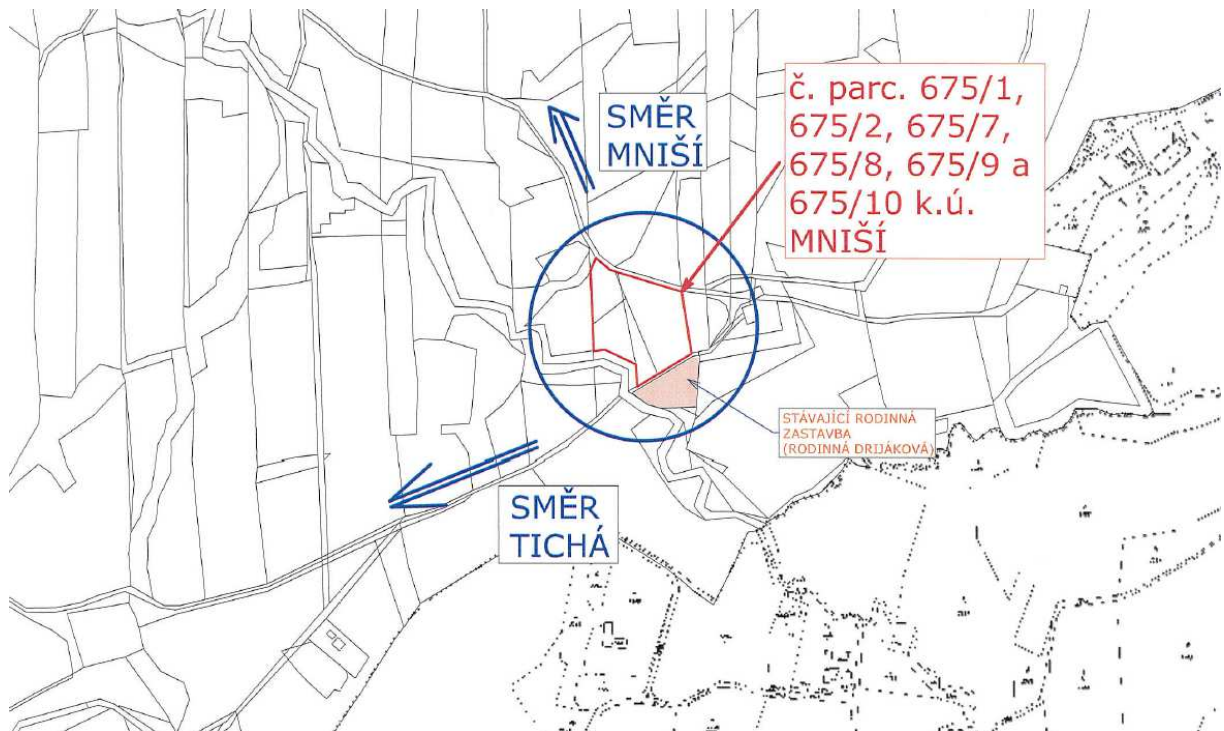 SMĚR
MNIŠÍ
č. parc. 675/1,
675/2, 675/7,
675/8, 675/9 a
675/10 k.ú.
MNIŠÍ
STÁVAJÍCÍ RODINNÁ
ZASTAVBA
(RODINNÁ DRIJÁKOVÁ)
SMĚR
TICHÁ